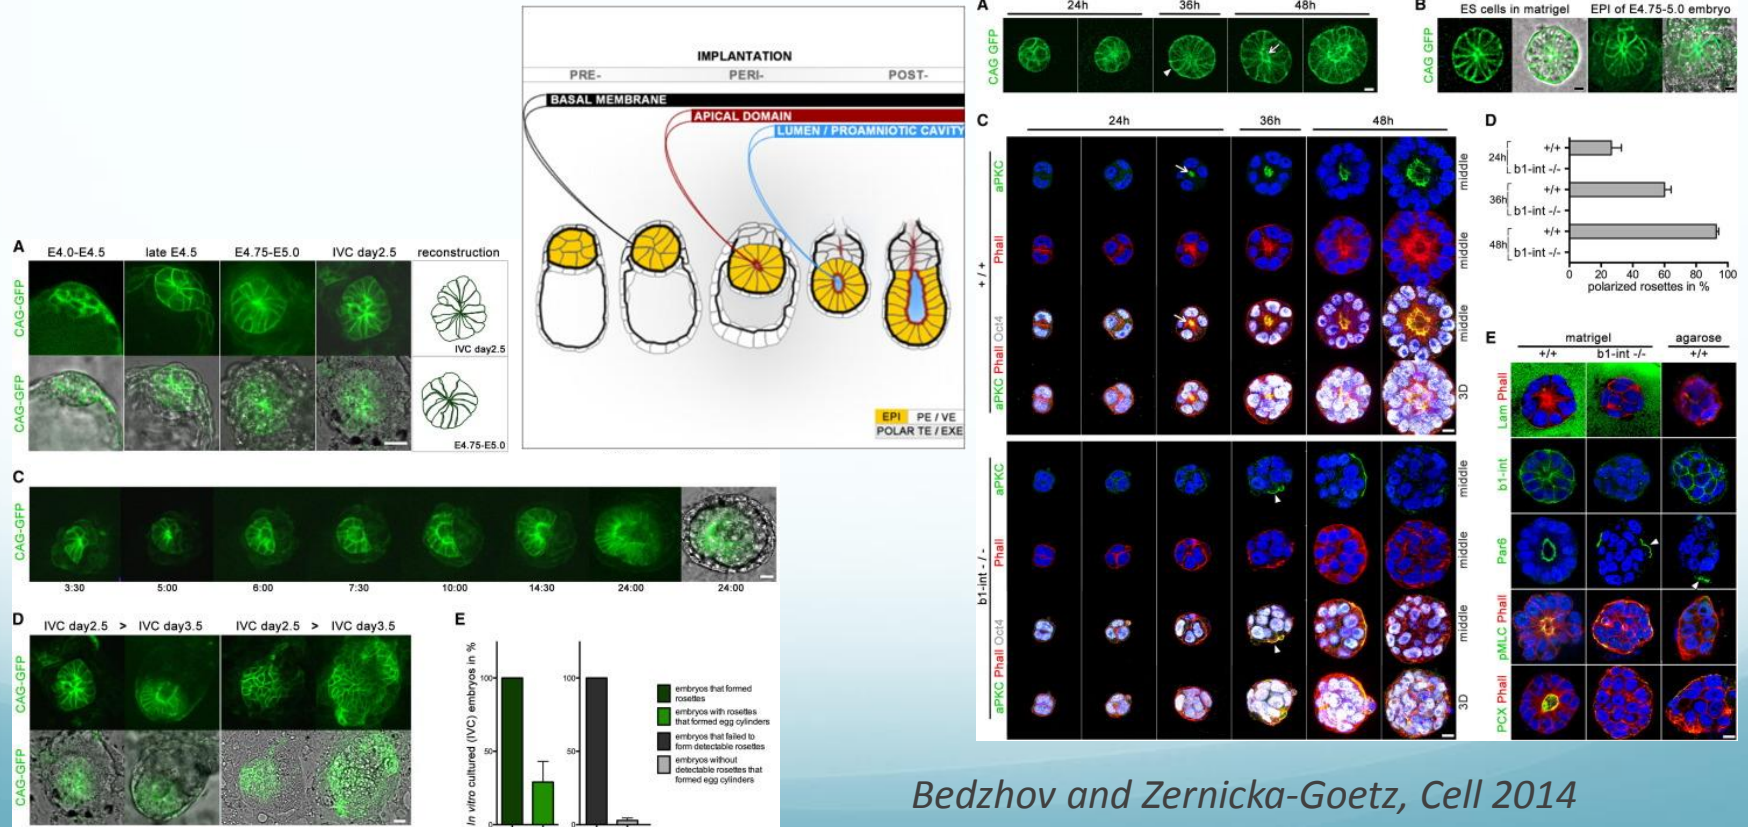 IMPLANTATION
PRE- PERI- POST-
BASAL MEMBRANE
APICAL DOMAIN
LUMEN / PROAMNIOTIC CAVITY
EPI PE / VE
POLAR TE / EXE
A
E4.0-E4.5 late E4.5 E4.75-E5.0 IVC day2.5 reconstruction
CAG-GFP
IVC day2.5
CAG-GFP
E4.75-E5.0
C
CAG-GFP
3:30 5:00 6:00 7:30 10:00 14:30 24:00 24:00
D
IVC day2.5 > IVC day3.5 IVC day2.5 > IVC day3.5
CAG-GFP
CAG-GFP
E
In vitro cultured (IVC) embryos in %
100
50
0
100
50
0
embryos that formed
rosettes
embryos with rosettes
that formed egg cylinders
embryos that failed to
form detectable rosettes
embryos without
detectable rosettes that
formed egg cylinders
A
24h 36h 48h
CAG GFP
B
ES cells in matrigel EPI of E4.75-5.0 embryo
CAG GFP
C
24h 36h 48h
+ / +
aPKC middle
Phall middle
aPKC Phall Oct4 middle
3D
b1-int - / -
aPKC middle
Phall middle
aPKC Phall Oct4 middle
3D
D
24h +/+
b1-int -/-
36h +/+
b1-int -/-
48h +/+
b1-int -/-
0 20 40 60 80 100
polarized rosettes in %
E
matrigel agarose
+/+ b1-int -/- +/+
Lam Phall
b1-int
Par6
pMLC Phall
PCX Phall
Bedzhov and Zernicka-Goetz, Cell 2014